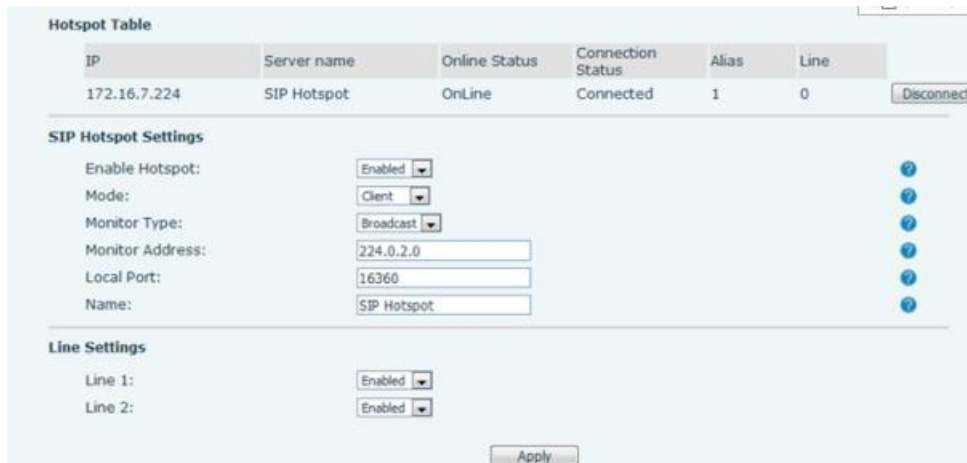 Hotspot Table
IP Server name Online Status Connection Status Alias Line
172.16.7.224 SIP Hotspot OnLine Connected 1 0 Disconnect
SIP Hotspot Settings
Enable Hotspot: Enabled
Mode: Client
Monitor Type: Broadcast
Monitor Address: 224.0.2.0
Local Port: 16360
Name: SIP Hotspot
Line Settings
Line 1: Enabled
Line 2: Enabled
Apply